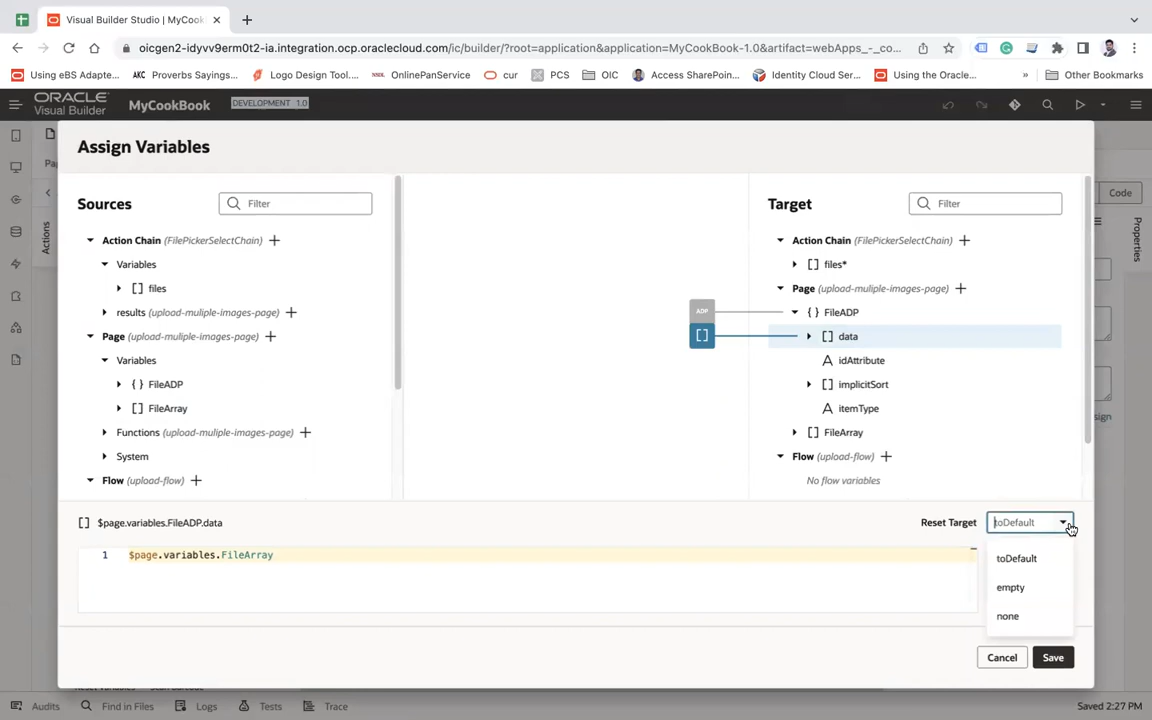 Visual Builder Studio | MyCook
oicgen2-idyvv9erm0t2-ia.integration.ocp.oraclecloud.com/ic/builder/?root=application&application=MyCookBook-1.0&artifact=webApps_-_co...
Using eBS Adapte... AKC Proverbs Sayings... Logo Design Tool.... OnlinePanService cur PCS OIC Access SharePoin... Identity Cloud Ser... Using the Oracle... » Other Bookmarks
ORACLE
Visual Builder MyCookBook DEVELOPMENT 1.0
Assign Variables
Code
Actions
Properties
Sources Filter Target Filter
Action Chain (FilePickerSelectChain) Action Chain (FilePickerSelectChain)
Variables [] files*
[] files Page (upload-muliple-images-page)
results (upload-muliple-images-page) ADP { } FileADP
Page (upload-muliple-images-page) [] [] data
Variables A idAttribute
{ } FileADP [] implicitSort
[] FileArray A itemType
Functions (upload-muliple-images-page) [] FileArray
System Flow (upload-flow)
Flow (upload-flow) No flow variables
sign
[] $page.variables.FileADP.data Reset Target toDefault
1 $page.variables.FileArray
toDefault
empty
none
Cancel Save
Audits Find in Files Logs Tests Trace Saved 2:27 PM